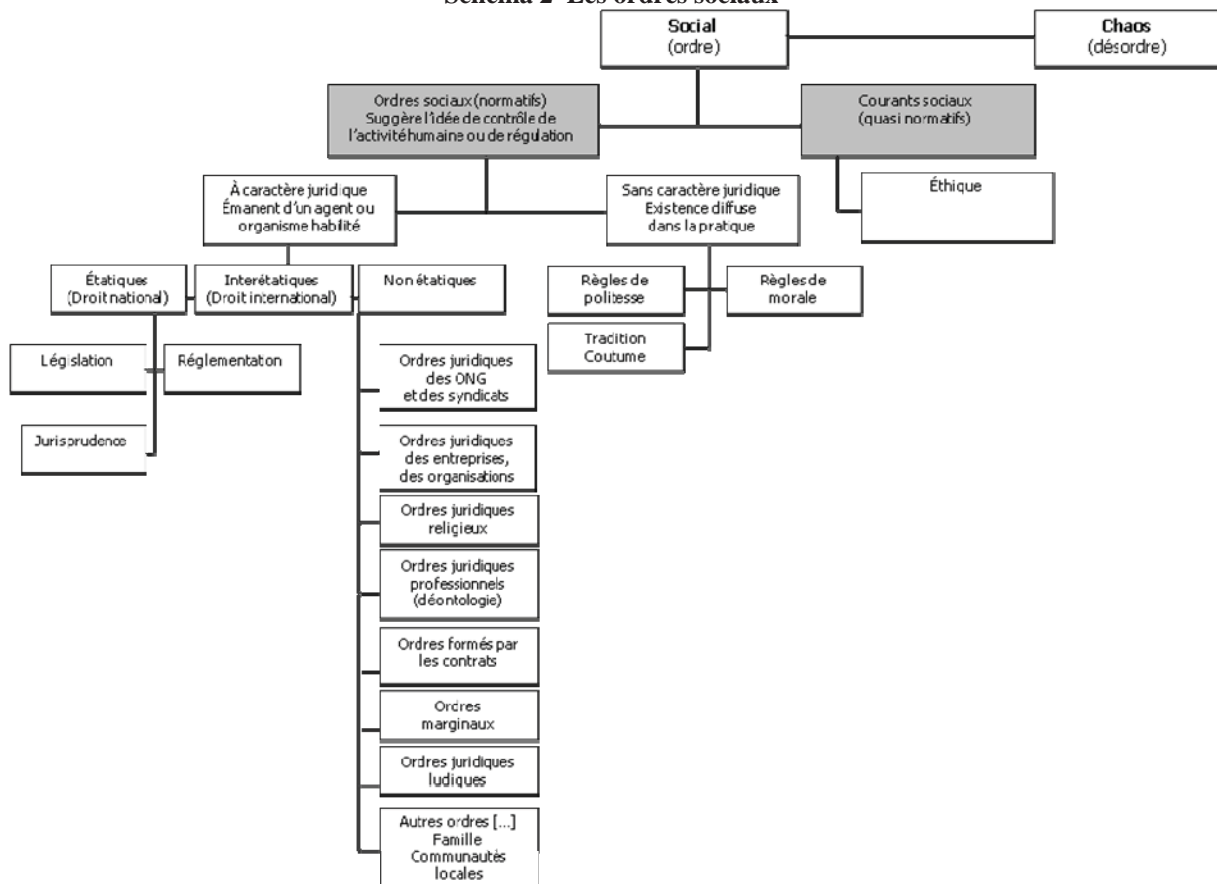 Schéma 2 Les ordres sociaux
Social
(ordre)
Chaos
(désordre)
Ordres sociaux (normatifs)
Suggère l'idée de contrôle de
l'activité humaine ou de régulation
Courants sociaux
(quasi normatifs)
À caractère juridique
Émanent d'un agent ou
organisme habilité
Sans caractère juridique
Existence diffuse
dans la pratique
Éthique
Étatiques
(Droit national)
Interétatiques
(Droit international)
Non étatiques
Règles de
politesse
Règles de
morale
Tradition
Coutume
Législation
Réglementation
Jurisprudence
Ordres juridiques
des ONG
et des syndicats
Ordres juridiques
des entreprises,
des organisations
Ordres juridiques
religieux
Ordres juridiques
professionnels
(déontologie)
Ordres formés par
les contrats
Ordres
marginaux
Ordres juridiques
ludiques
Autres ordres [...]
Famille
Communautés
locales